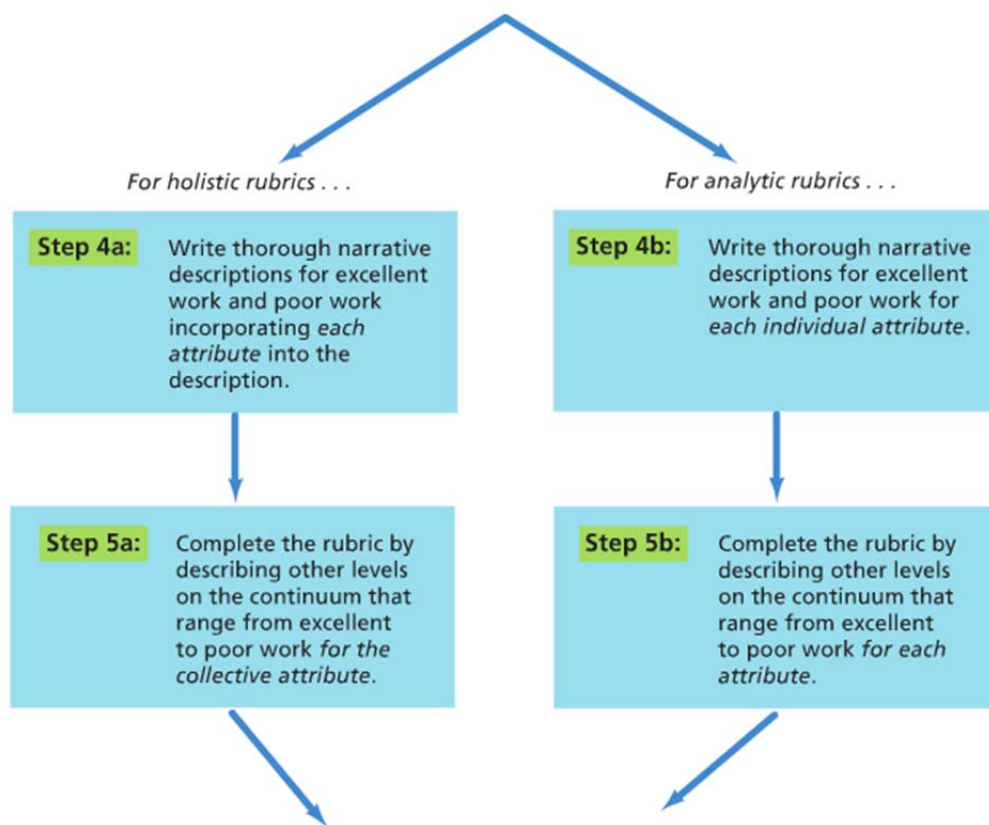 For holistic rubrics . . .
Step 4a: Write thorough narrative
descriptions for excellent
work and poor work
incorporating each
attribute into the
description.
Step 5a: Complete the rubric by
describing other levels
on the continuum that
range from excellent
to poor work for the
collective attribute.
For analytic rubrics . . .
Step 4b: Write thorough narrative
descriptions for excellent
work and poor work for
each individual attribute.
Step 5b: Complete the rubric by
describing other levels
on the continuum that
range from excellent
to poor work for each
attribute.